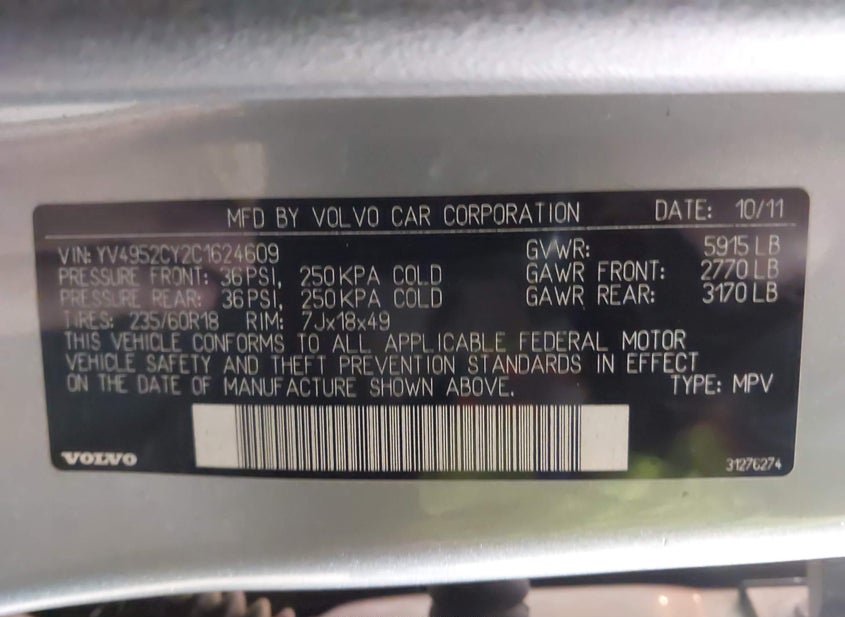 MFD BY VOLVO CAR CORPORATION DATE: 10/11
VIN: YV4952CY2C1624609 GVWR: 5915 LB
PRESSURE FRONT: 36 PSI, 250 KPA COLD GAWR FRONT: 2770 LB
PRESSURE REAR: 36 PSI, 250 KPA COLD GAWR REAR: 3170 LB
TIRES: 235/60R18 RIM: 7Jx18x49
THIS VEHICLE CONFORMS TO ALL APPLICABLE FEDERAL MOTOR
VEHICLE SAFETY AND THEFT PREVENTION STANDARDS IN EFFECT
ON THE DATE OF MANUFACTURE SHOWN ABOVE. TYPE: MPV
VOLVO 31276274